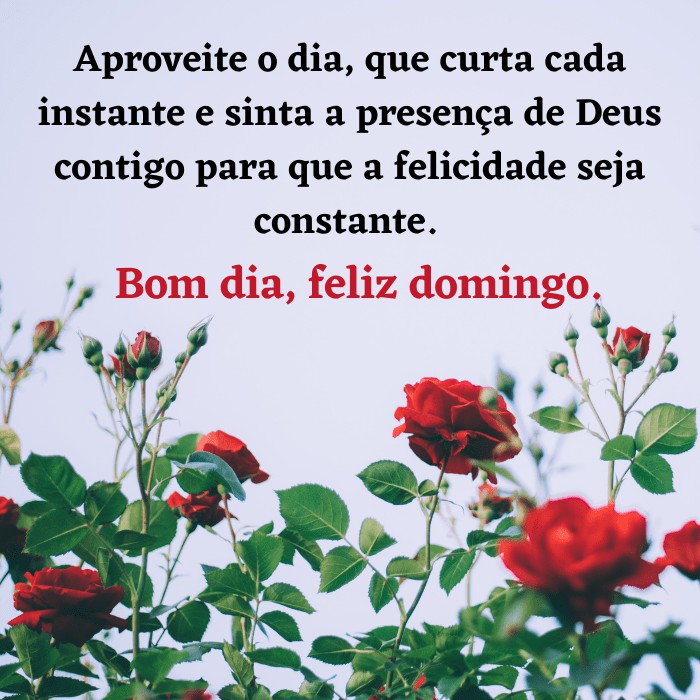 Aproveite o dia, que curta cada
instante e sinta a presença de Deus
contigo para que a felicidade seja
constante.
Bom dia, feliz domingo.